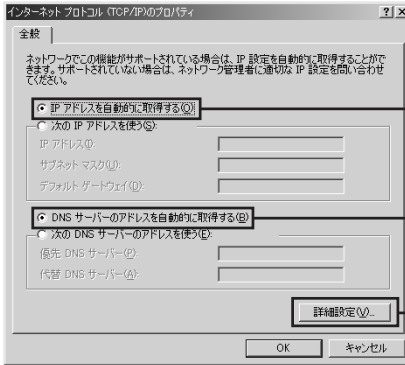 インターネット プロトコル (TCP/IP)のプロパティ
全般
ネットワークでこの機能がサポートされている場合は、IP 設定を自動的に取得することがで
きます。サポートされていない場合は、ネットワーク管理者に適切な IP 設定を問い合わせ
てください。
IP アドレスを自動的に取得する(O)
次の IP アドレスを使う(S):
IP アドレス(I):
サブネット マスク(U):
デフォルト ゲートウェイ(D):
DNS サーバーのアドレスを自動的に取得する(B)
次の DNS サーバーのアドレスを使う(E):
優先 DNS サーバー(P):
代替 DNS サーバー(A):
詳細設定(V)...
OK
キャンセル